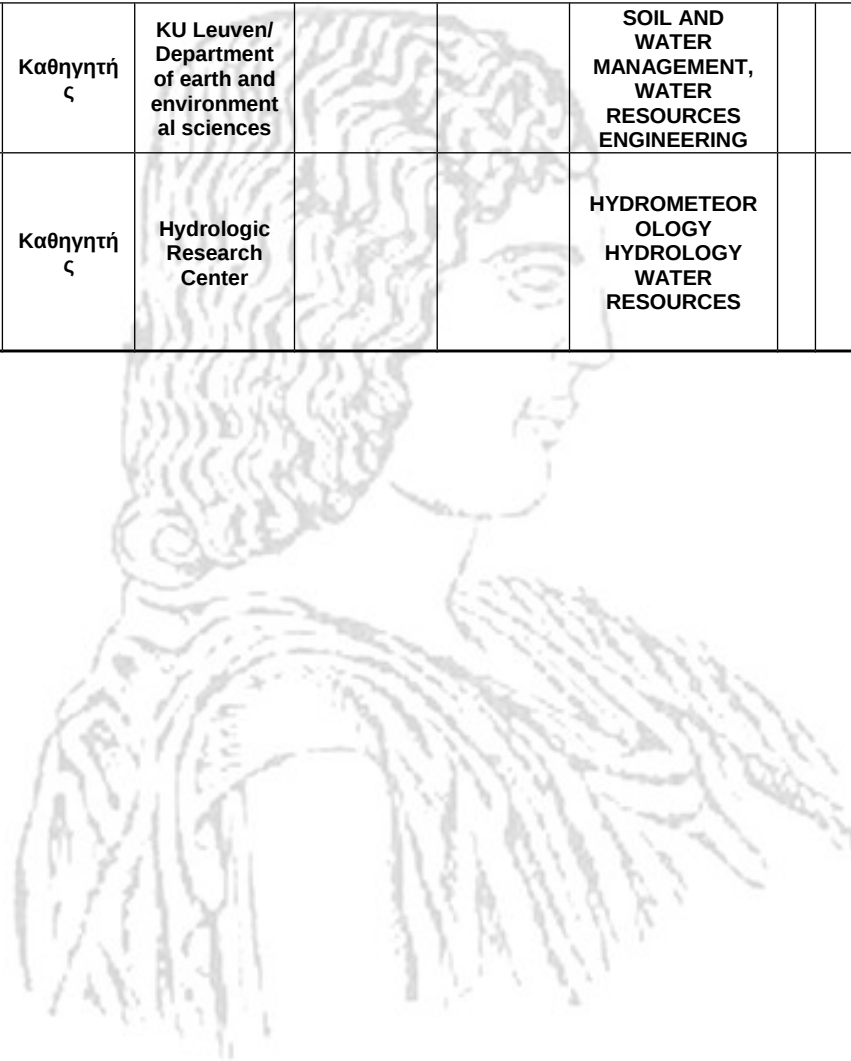 Καθηγητή
ς
KU Leuven/
Department
of earth and
environment
al sciences
SOIL AND
WATER
MANAGEMENT,
WATER
RESOURCES
ENGINEERING
Καθηγητή
ς
Hydrologic
Research
Center
HYDROMETEOR
OLOGY
HYDROLOGY
WATER
RESOURCES